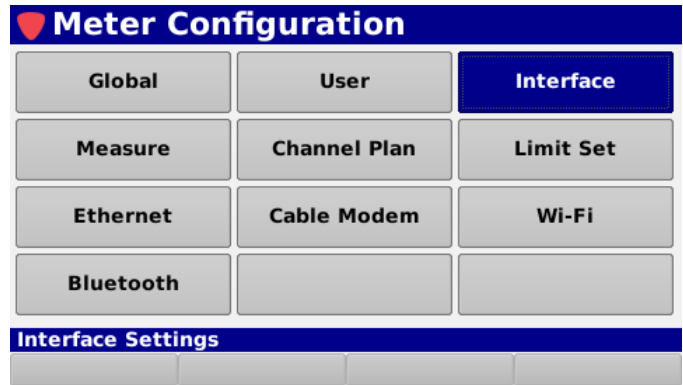 Meter Configuration
Global User Interface
Measure Channel Plan Limit Set
Ethernet Cable Modem Wi-Fi
Bluetooth
Interface Settings